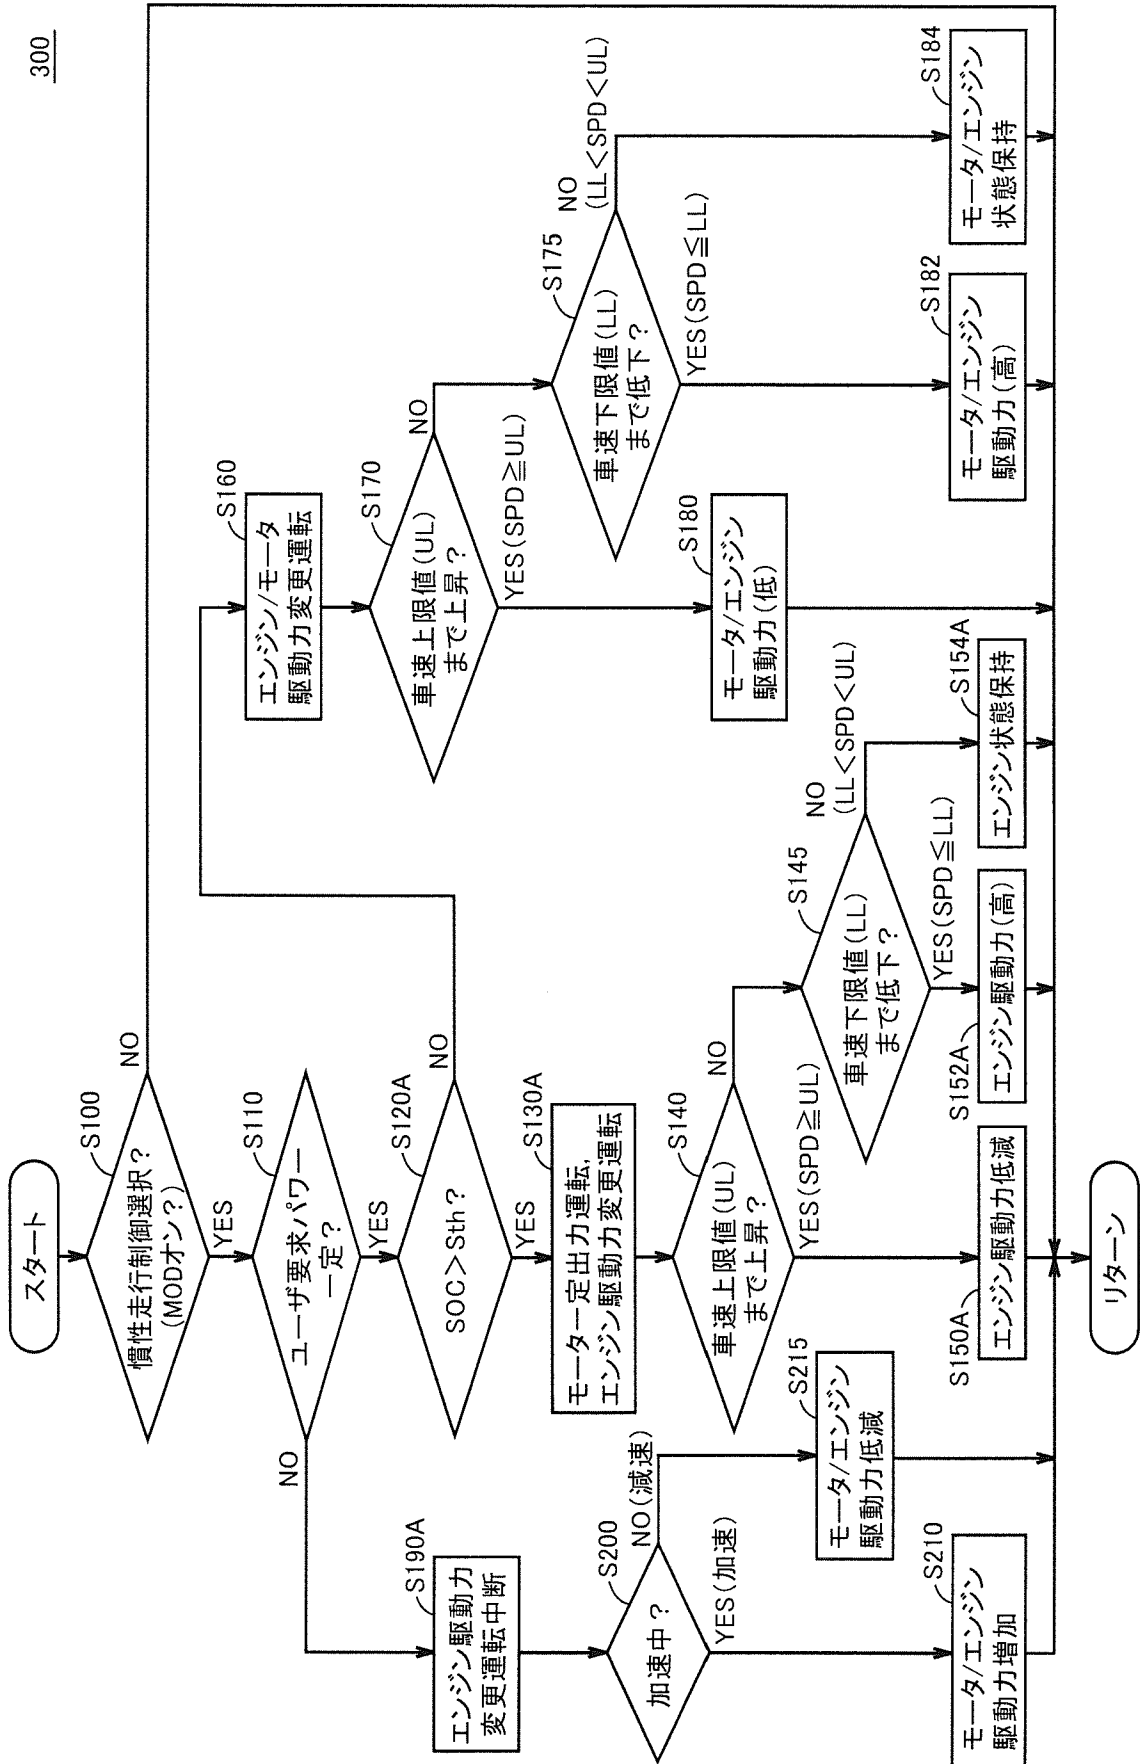 300
スタート
S100
慣性走行制御選択？
(MODオン？)
NO
YES
S110
ユーザ要求パワー
一定？
NO
YES
S120A
SOC＞Sth？
NO
YES
S130A
モータ一定出力運転，
エンジン駆動力変更運転
S140
車速上限値(UL)
まで上昇？
NO
YES(SPD≧UL)
S145
車速下限値(LL)
まで低下？
NO
(LL＜SPD＜UL)
YES(SPD≦LL)
S150A
エンジン駆動力低減
S152A
エンジン駆動力(高)
S154A
エンジン状態保持
S160
エンジン/モータ
駆動力変更運転
S170
車速上限値(UL)
まで上昇？
NO
YES(SPD≧UL)
S175
車速下限値(LL)
まで低下？
NO
(LL＜SPD＜UL)
YES(SPD≦LL)
S180
モータ/エンジン
駆動力(低)
S182
モータ/エンジン
駆動力(高)
S184
モータ/エンジン
状態保持
S190A
エンジン駆動力
変更運転中断
S200
加速中？
NO(減速)
YES(加速)
S215
モータ/エンジン
駆動力低減
S210
モータ/エンジン
駆動力増加
リターン